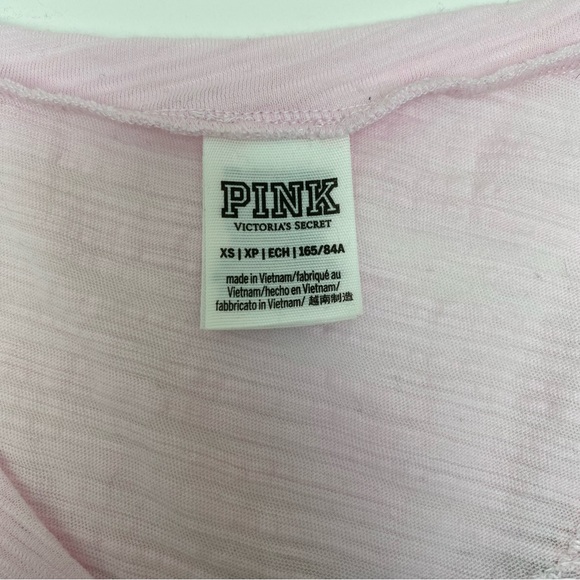 PINK
VICTORIA'S SECRET
XS | XP | ECH | 165/84A
made in Vietnam/fabriqué au
Vietnam/hecho en Vietnam/
fabbricato in Vietnam/ 越南制造